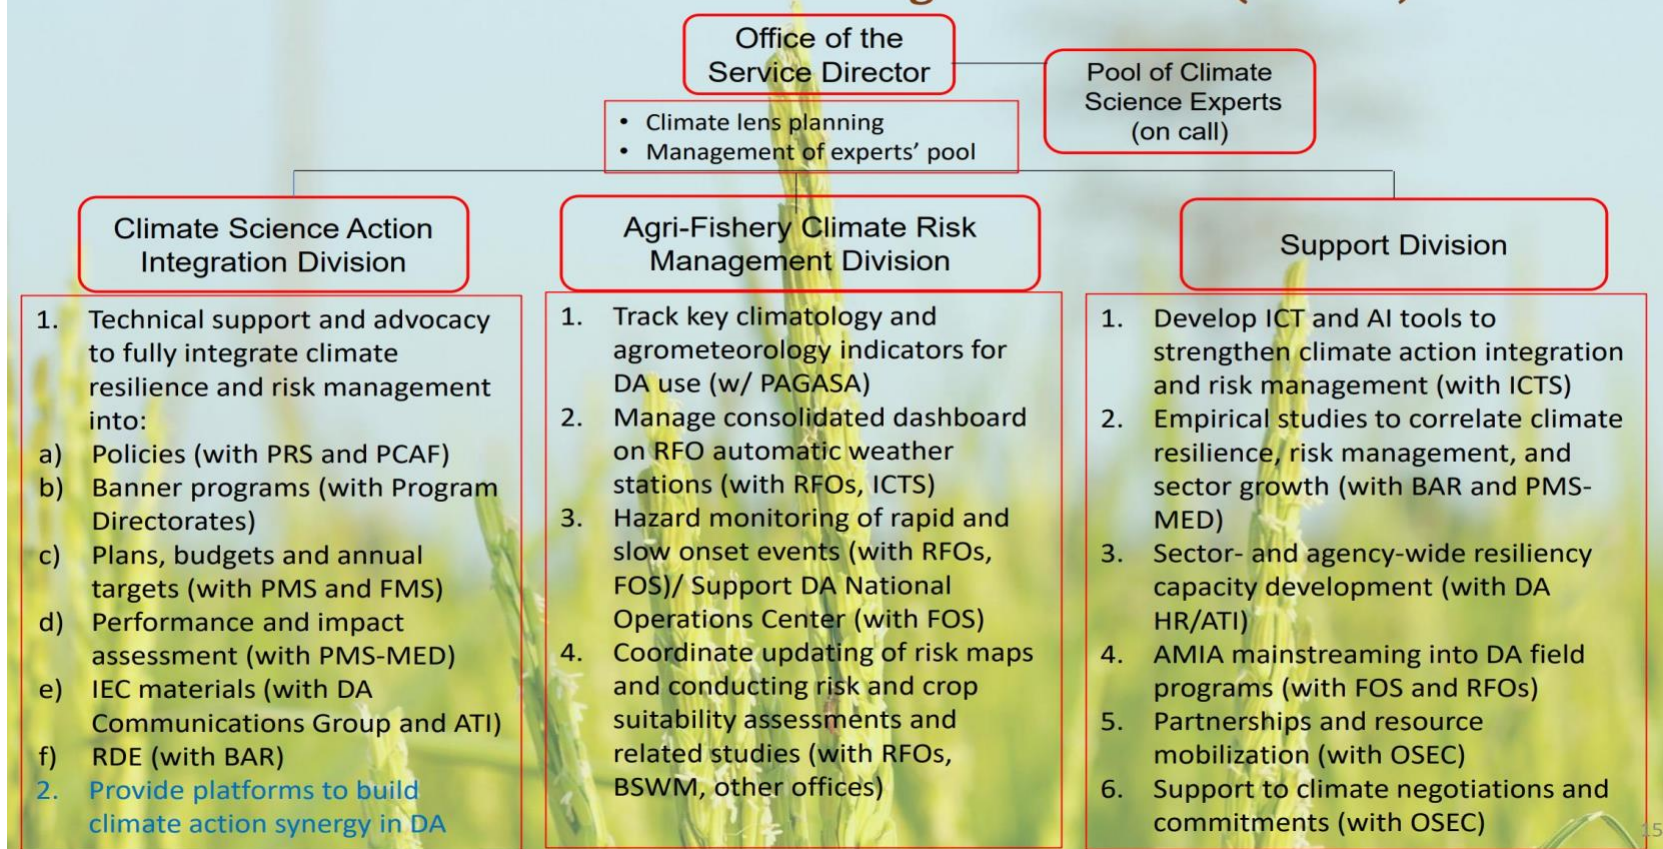 Office of the
Service Director
Pool of Climate
Science Experts
(on call)
• Climate lens planning
• Management of experts’ pool
Climate Science Action
Integration Division
1. Technical support and advocacy
to fully integrate climate
resilience and risk management
into:
a) Policies (with PRS and PCAF)
b) Banner programs (with Program
Directorates)
c) Plans, budgets and annual
targets (with PMS and FMS)
d) Performance and impact
assessment (with PMS-MED)
e) IEC materials (with DA
Communications Group and ATI)
f) RDE (with BAR)
2. Provide platforms to build
climate action synergy in DA
Agri-Fishery Climate Risk
Management Division
1. Track key climatology and
agrometeorology indicators for
DA use (w/ PAGASA)
2. Manage consolidated dashboard
on RFO automatic weather
stations (with RFOs, ICTS)
3. Hazard monitoring of rapid and
slow onset events (with RFOs,
FOS)/ Support DA National
Operations Center (with FOS)
4. Coordinate updating of risk maps
and conducting risk and crop
suitability assessments and
related studies (with RFOs,
BSWM, other offices)
Support Division
1. Develop ICT and AI tools to
strengthen climate action integration
and risk management (with ICTS)
2. Empirical studies to correlate climate
resilience, risk management, and
sector growth (with BAR and PMS-
MED)
3. Sector- and agency-wide resiliency
capacity development (with DA
HR/ATI)
4. AMIA mainstreaming into DA field
programs (with FOS and RFOs)
5. Partnerships and resource
mobilization (with OSEC)
6. Support to climate negotiations and
commitments (with OSEC)
15